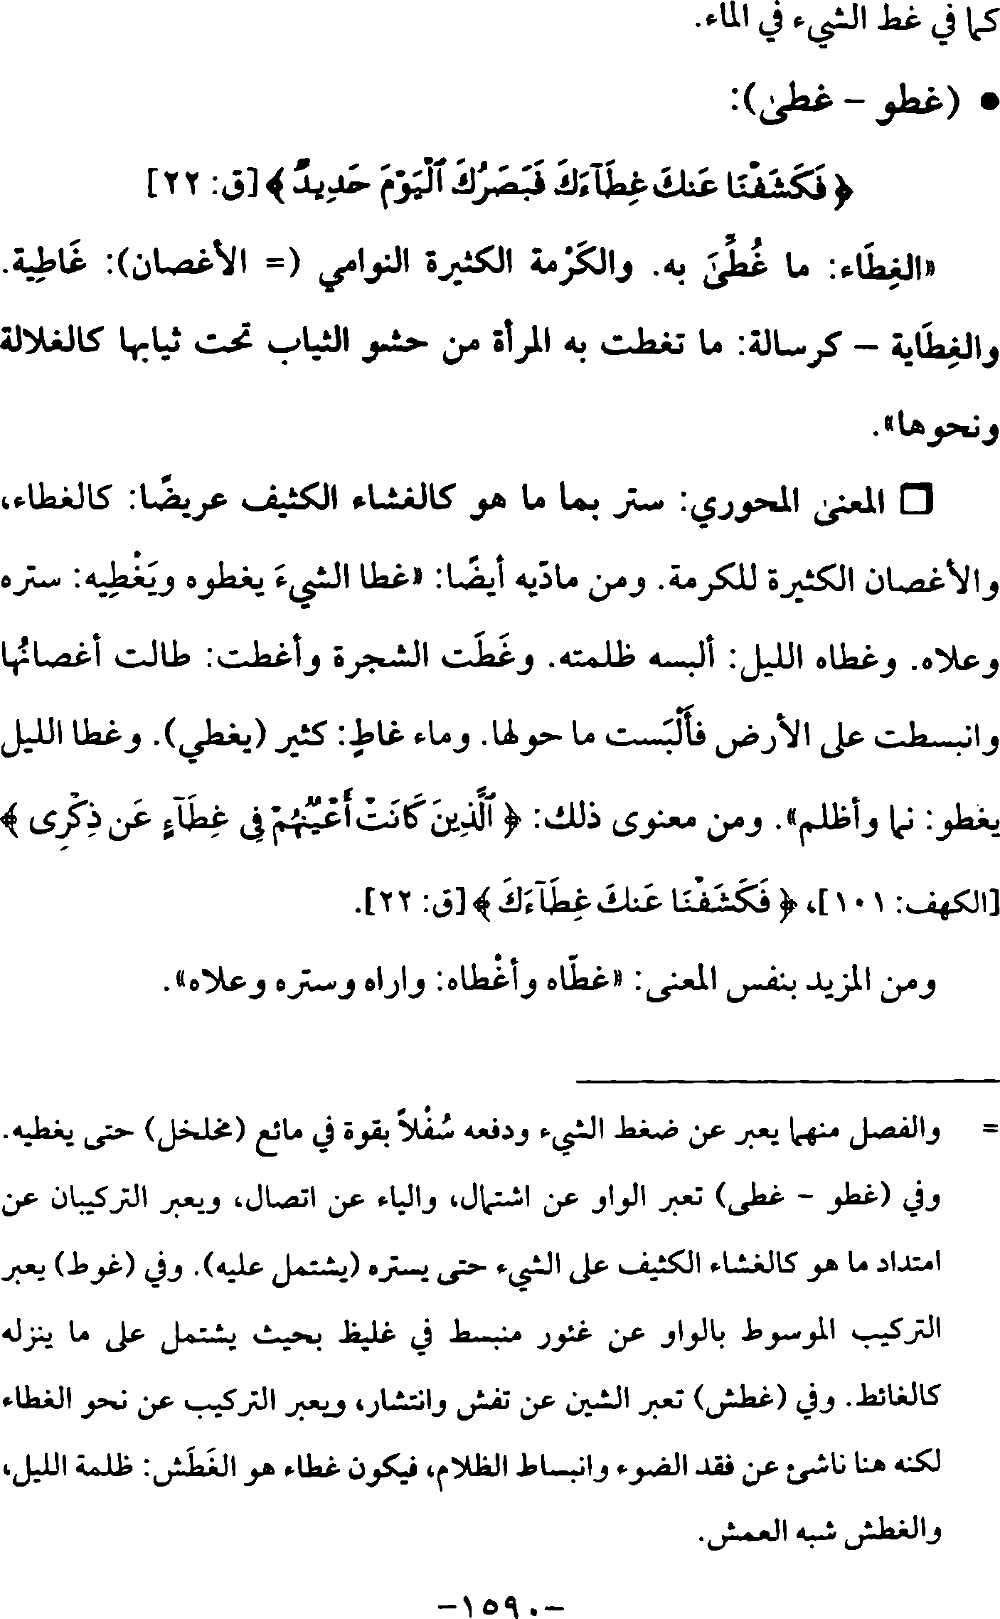 كما في غط الشيء في الماء.
● (غطو – غطىٰ):
﴿ فَكَشَفْنَا عَنكَ غِطَآءَكَ فَبَصَرُكَ ٱلْيَوْمَ حَدِيدٌ ﴾ [ق: ٢٢]
«الغِطَاء: ما غُطِّىَ به. والكَرْمة الكثيرة النوامي (= الأغصان): غَاطِية.
والغِطَاية – كرسالة: ما تغطت به المرأة من حشو الثياب تحت ثيابها كالغلالة
ونحوها».
□ المعنىٰ المحوري: ستر بما ما هو كالغشاء الكثيف عريضًا: كالغطاء،
والأغصان الكثيرة للكرمة. ومن مادّيه أيضًا: «غطا الشيءَ يغطوه ويَغْطِيه: ستره
وعلاه. وغطاه الليل: ألبسه ظلمته. وغَطَت الشجرة وأغطت: طالت أغصانُها
وانبسطت على الأرض فأَلْبَست ما حولها. وماء غاطٍ: كثير (يغطي). وغطا الليل
يغطو: نما وأظلم». ومن معنوى ذلك: ﴿ ٱلَّذِينَ كَانَتْ أَعْيُنُهُمْ فِي غِطَآءٍ عَن ذِكْرِى ﴾
[الكهف: ١٠١]، ﴿ فَكَشَفْنَا عَنكَ غِطَآءَكَ ﴾ [ق: ٢٢].
ومن المزيد بنفس المعنى: «غطّاه وأغْطاه: واراه وستره وعلاه».
= والفصل منهما يعبر عن ضغط الشيء ودفعه سُفْلاً بقوة في مائع (مخلخل) حتى يغطيه.
وفي (غطو - غطى) تعبر الواو عن اشتمال، والياء عن اتصال، ويعبر التركيبان عن
امتداد ما هو كالغشاء الكثيف على الشيء حتى يستره (يشتمل عليه). وفي (غوط) يعبر
التركيب الموسوط بالواو عن غئور منبسط في غليظ بحيث يشتمل على ما ينزله
كالغائط. وفي (غطش) تعبر الشين عن تفش وانتشار، ويعبر التركيب عن نحو الغطاء
لكنه هنا ناشئ عن فقد الضوء وانبساط الظلام، فيكون غطاء هو الغَطَش: ظلمة الليل،
والغطش شبه العمش.
–١٥٩٠–